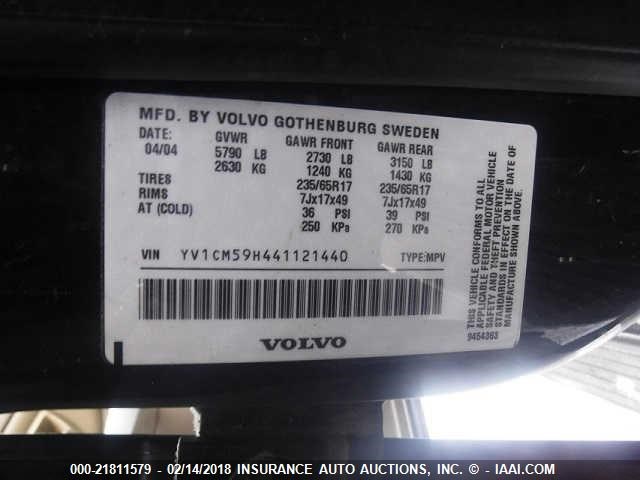 MFD. BY VOLVO GOTHENBURG SWEDEN
DATE: GVWR GAWR FRONT GAWR REAR
04/04 5790 LB 2730 LB 3150 LB
2630 KG 1240 KG 1430 KG
TIRES 235/65R17 235/65R17
RIMS 7Jx17x49 7Jx17x49
AT (COLD) 36 PSI 39 PSI
250 KPa 270 KPa
VIN YV1CM59H441121440 TYPE:MPV
VOLVO
THIS VEHICLE CONFORMS TO ALL
APPLICABLE FEDERAL MOTOR VEHICLE
SAFETY AND THEFT PREVENTION
STANDARDS IN EFFECT ON THE DATE
OF MANUFACTURE SHOWN ABOVE.
9454363
000-21811579 - 02/14/2018 INSURANCE AUTO AUCTIONS, INC. © - IAAI.COM